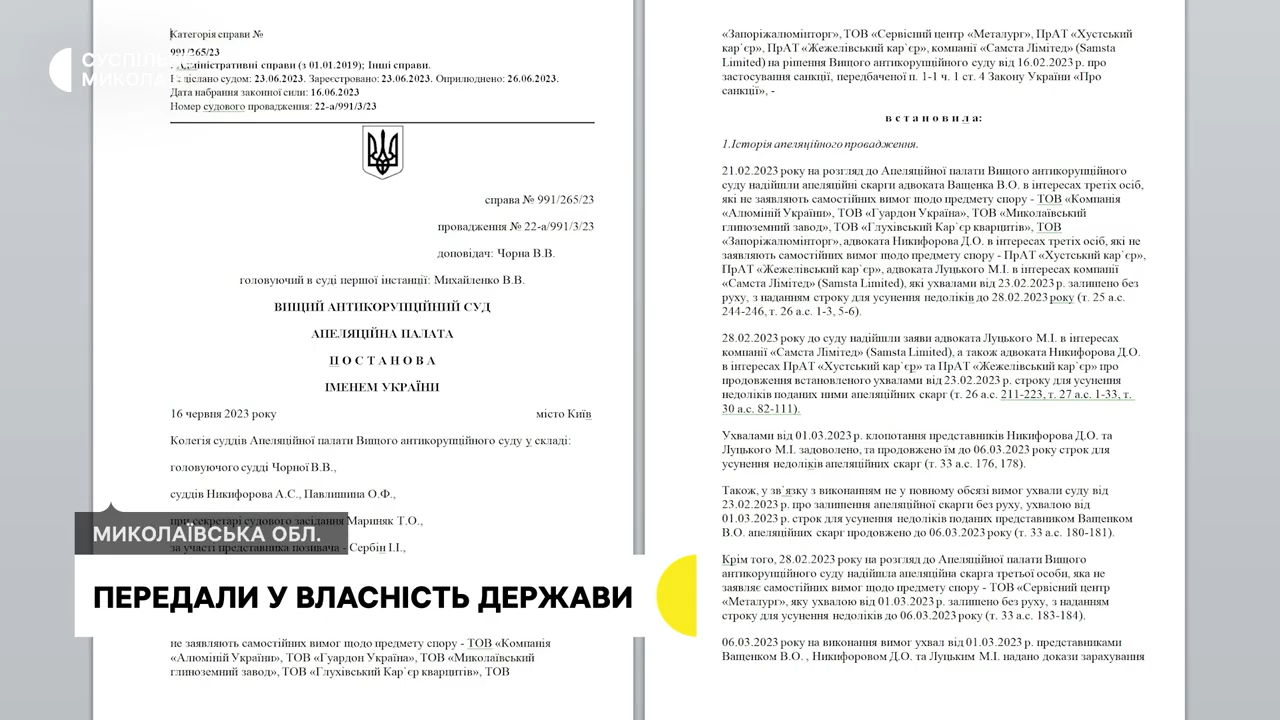 СУСПІЛЬНЕ
МИКОЛАЇВ
Категорія справи №
991/265/23
Адміністративні справи (з 01.01.2019); Інші справи.
Надіслано судом: 23.06.2023. Зареєстровано: 23.06.2023. Оприлюднено: 26.06.2023.
Дата набрання законної сили: 16.06.2023
Номер судового провадження: 22-а/991/3/23
справа № 991/265/23
провадження № 22-а/991/3/23
доповідач: Чорна В.В.
головуючий в суді першої інстанції: Михайленко В.В.
ВИЩИЙ АНТИКОРУПЦІЙНИЙ СУД
АПЕЛЯЦІЙНА ПАЛАТА
П О С Т А Н О В А
ІМЕНЕМ УКРАЇНИ
16 червня 2023 року місто Київ
Колегія суддів Апеляційної палати Вищого антикорупційного суду у складі:
головуючого судді Чорної В.В.,
суддів Никифорова А.С., Павлишина О.Ф.,
при секретарі судового засідання Мариняк Т.О.,
за участі представника позивача - Сербін І.І.,
МИКОЛАЇВСЬКА ОБЛ.
ПЕРЕДАЛИ У ВЛАСНІСТЬ ДЕРЖАВИ
не заявляють самостійних вимог щодо предмету спору - ТОВ «Компанія
«Алюміній України», ТОВ «Гуардон Україна», ТОВ «Миколаївський
глиноземний завод», ТОВ «Глухівський Кар`єр кварцитів», ТОВ
«Запоріжалюмінторг», ТОВ «Сервісний центр «Металург», ПрАТ «Хустський
кар`єр», ПрАТ «Жежелівський кар`єр», компанії «Самста Лімітед» (Samsta
Limited) на рішення Вищого антикорупційного суду від 16.02.2023 р. про
застосування санкції, передбаченої п. 1-1 ч. 1 ст. 4 Закону України «Про
санкції», -
в с т а н о в и л а:
1.Історія апеляційного провадження.
21.02.2023 року на розгляд до Апеляційної палати Вищого антикорупційного
суду надійшли апеляційні скарги адвоката Ващенка В.О. в інтересах третіх осіб,
які не заявляють самостійних вимог щодо предмету спору - ТОВ «Компанія
«Алюміній України», ТОВ «Гуардон Україна», ТОВ «Миколаївський
глиноземний завод», ТОВ «Глухівський Кар`єр кварцитів», ТОВ
«Запоріжалюмінторг», адвоката Никифорова Д.О. в інтересах третіх осіб, які не
заявляють самостійних вимог щодо предмету спору - ПрАТ «Хустський кар`єр»,
ПрАТ «Жежелівський кар`єр», адвоката Луцького М.І. в інтересах компанії
«Самста Лімітед» (Samsta Limited), які ухвалами від 23.02.2023 р. залишено без
руху, з наданням строку для усунення недоліків до 28.02.2023 року (т. 25 а.с.
244-246, т. 26 а.с. 1-3, 5-6).
28.02.2023 року до суду надійшли заяви адвоката Луцького М.І. в інтересах
компанії «Самста Лімітед» (Samsta Limited), а також адвоката Никифорова Д.О.
в інтересах ПрАТ «Хустський кар`єр» та ПрАТ «Жежелівський кар`єр» про
продовження встановленого ухвалами від 23.02.2023 р. строку для усунення
недоліків поданих ними апеляційних скарг (т. 26 а.с. 211-223, т. 27 а.с. 1-33, т.
30 а.с. 82-111).
Ухвалами від 01.03.2023 р. клопотання представників Никифорова Д.О. та
Луцького М.І. задоволено, та продовжено їм до 06.03.2023 року строк для
усунення недоліків апеляційних скарг (т. 33 а.с. 176, 178).
Також, у зв`язку з виконанням не у повному обсязі вимог ухвали суду від
23.02.2023 р. про залишення апеляційної скарги без руху, ухвалою від
01.03.2023 р. строк для усунення недоліків поданих представником Ващенком
В.О. апеляційних скарг продовжено до 06.03.2023 року (т. 33 а.с. 180-181).
Крім того, 28.02.2023 року на розгляд до Апеляційної палати Вищого
антикорупційного суду надійшла апеляційна скарга третьої особи, яка не
заявляє самостійних вимог щодо предмету спору - ТОВ «Сервісний центр
«Металург», яку ухвалою від 01.03.2023 р. залишено без руху, з наданням
строку для усунення недоліків до 06.03.2023 року (т. 33 а.с. 183-184).
06.03.2023 року на виконання вимог ухвал від 01.03.2023 р. представниками
Ващенком В.О. , Никифоровом Д.О. та Луцьким М.І. надано докази зарахування